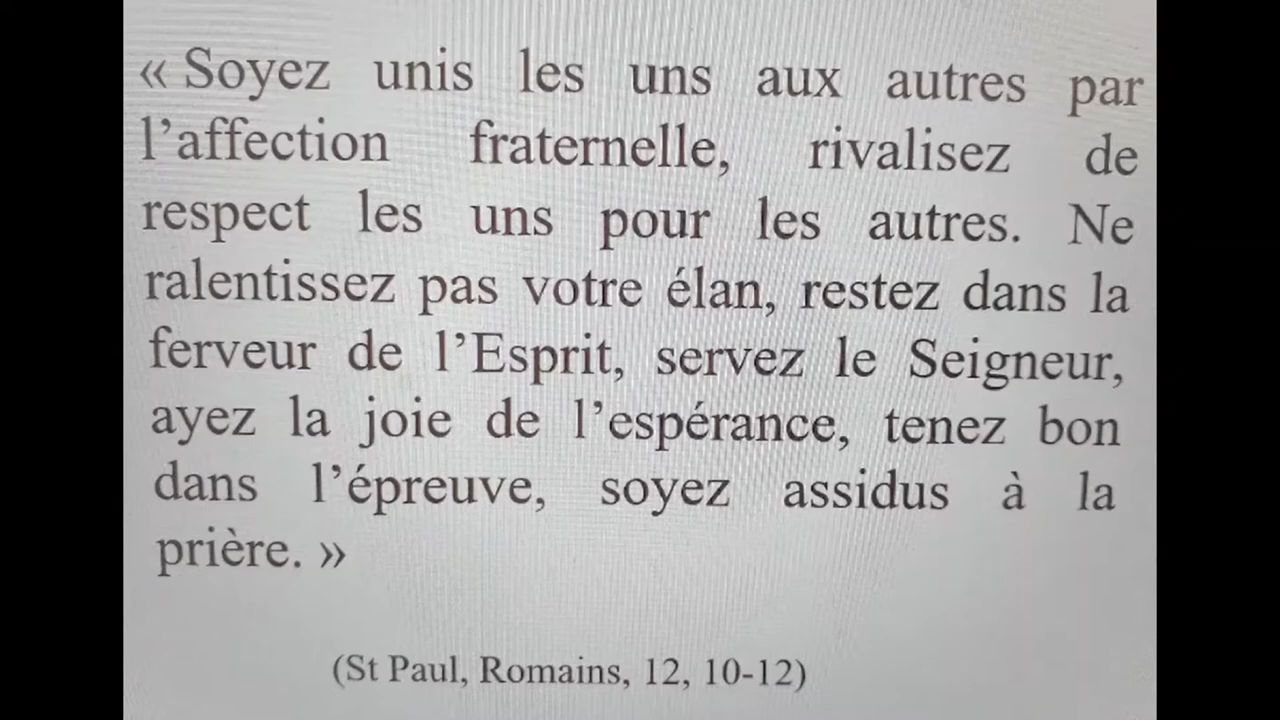 « Soyez unis les uns aux autres par
l’affection fraternelle, rivalisez de
respect les uns pour les autres. Ne
ralentissez pas votre élan, restez dans la
ferveur de l’Esprit, servez le Seigneur,
ayez la joie de l’espérance, tenez bon
dans l’épreuve, soyez assidus à la
prière. »
(St Paul, Romains, 12, 10-12)